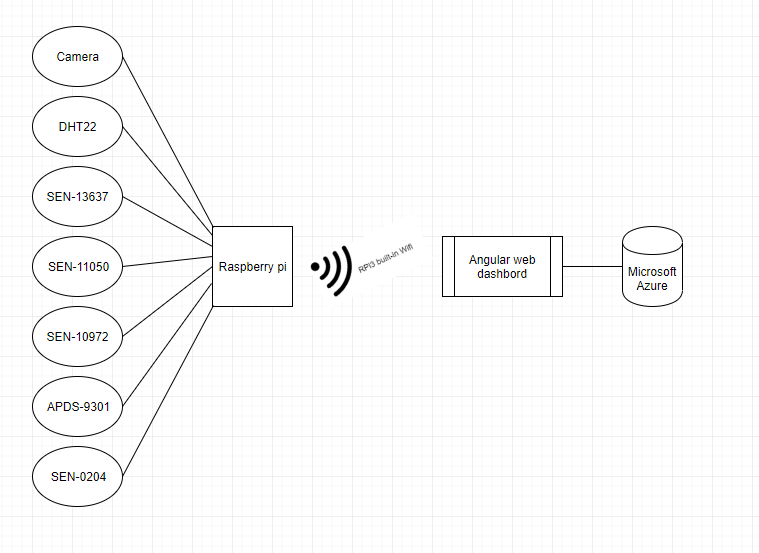 Camera
DHT22
SEN-13637
SEN-11050
SEN-10972
APDS-9301
SEN-0204
Raspberry pi
RPI3 built-in Wifi
Angular web
dashbord
Microsoft
Azure